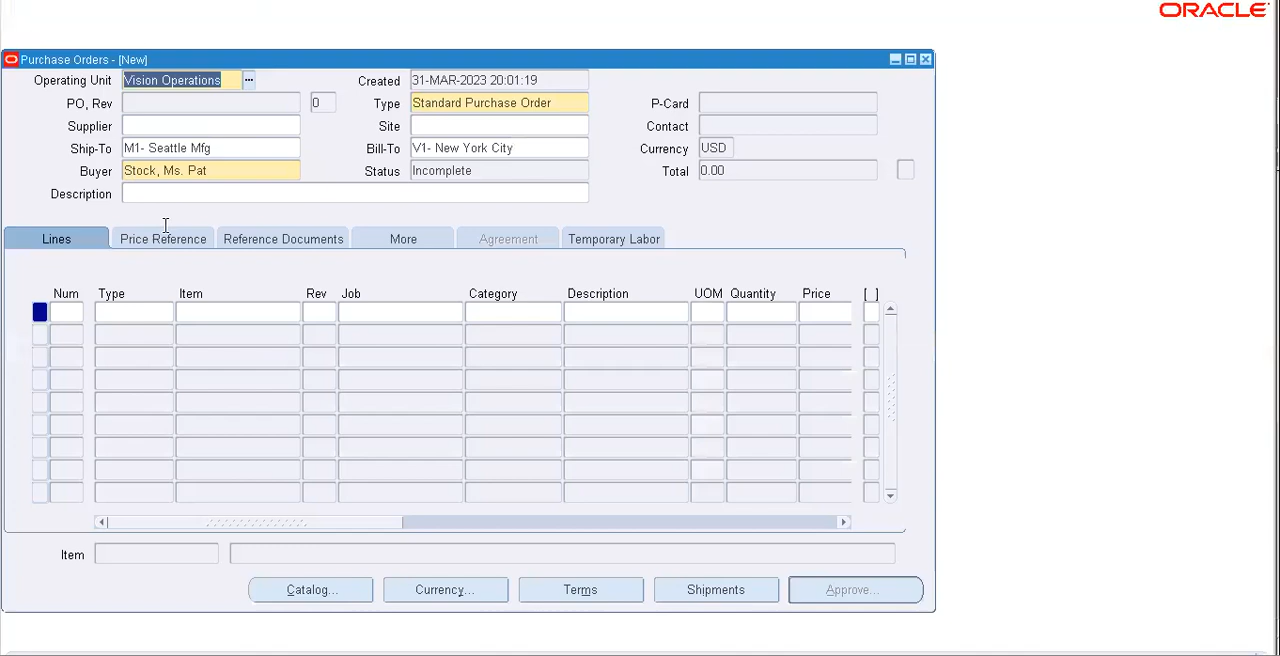 ORACLE
Purchase Orders - [New]
Operating Unit Vision Operations ... Created 31-MAR-2023 20:01:19
PO, Rev 0 Type Standard Purchase Order P-Card
Supplier Site Contact
Ship-To M1- Seattle Mfg Bill-To V1- New York City Currency USD
Buyer Stock, Ms. Pat Status Incomplete Total 0.00
Description
Lines Price Reference Reference Documents More Agreement Temporary Labor
Num Type Item Rev Job Category Description UOM Quantity Price [ ]
Item
Catalog... Currency... Terms Shipments Approve...